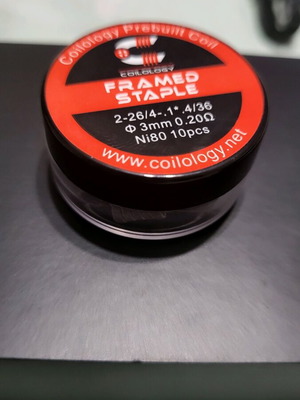 Coilology Prebuilt Coil
COILOLOGY
FRAMED
STAPLE
2-26/4-.1*.4/36
Φ 3mm 0.20Ω
Ni80 10pcs
www.coilology.net